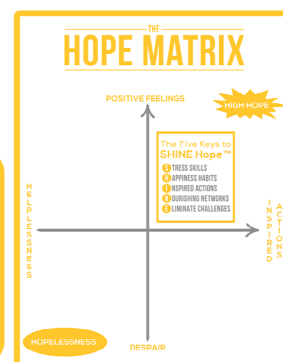 THE
HOPE MATRIX
POSITIVE FEELINGS
HIGH HOPE
The Five Keys to
SHINE Hope™
STRESS SKILLS
HAPPINESS HABITS
INSPIRED ACTIONS
NOURISHING NETWORKS
ELIMINATE CHALLENGES
HELPLESSNESS
INSPIRED
ACTIONS
HOPELESSNESS
DESPAIR